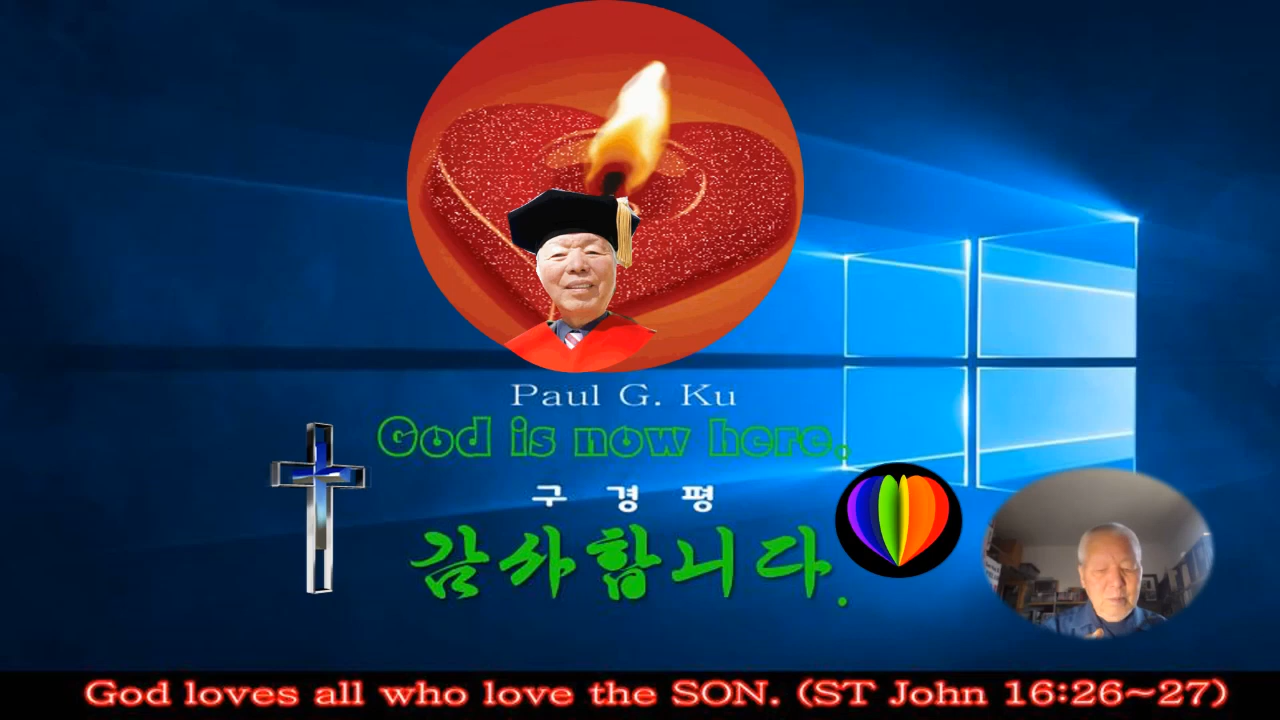 Paul G. Ku
God is now here.
구 경 평
감사합니다.
God loves all who love the SON. (ST John 16:26~27)